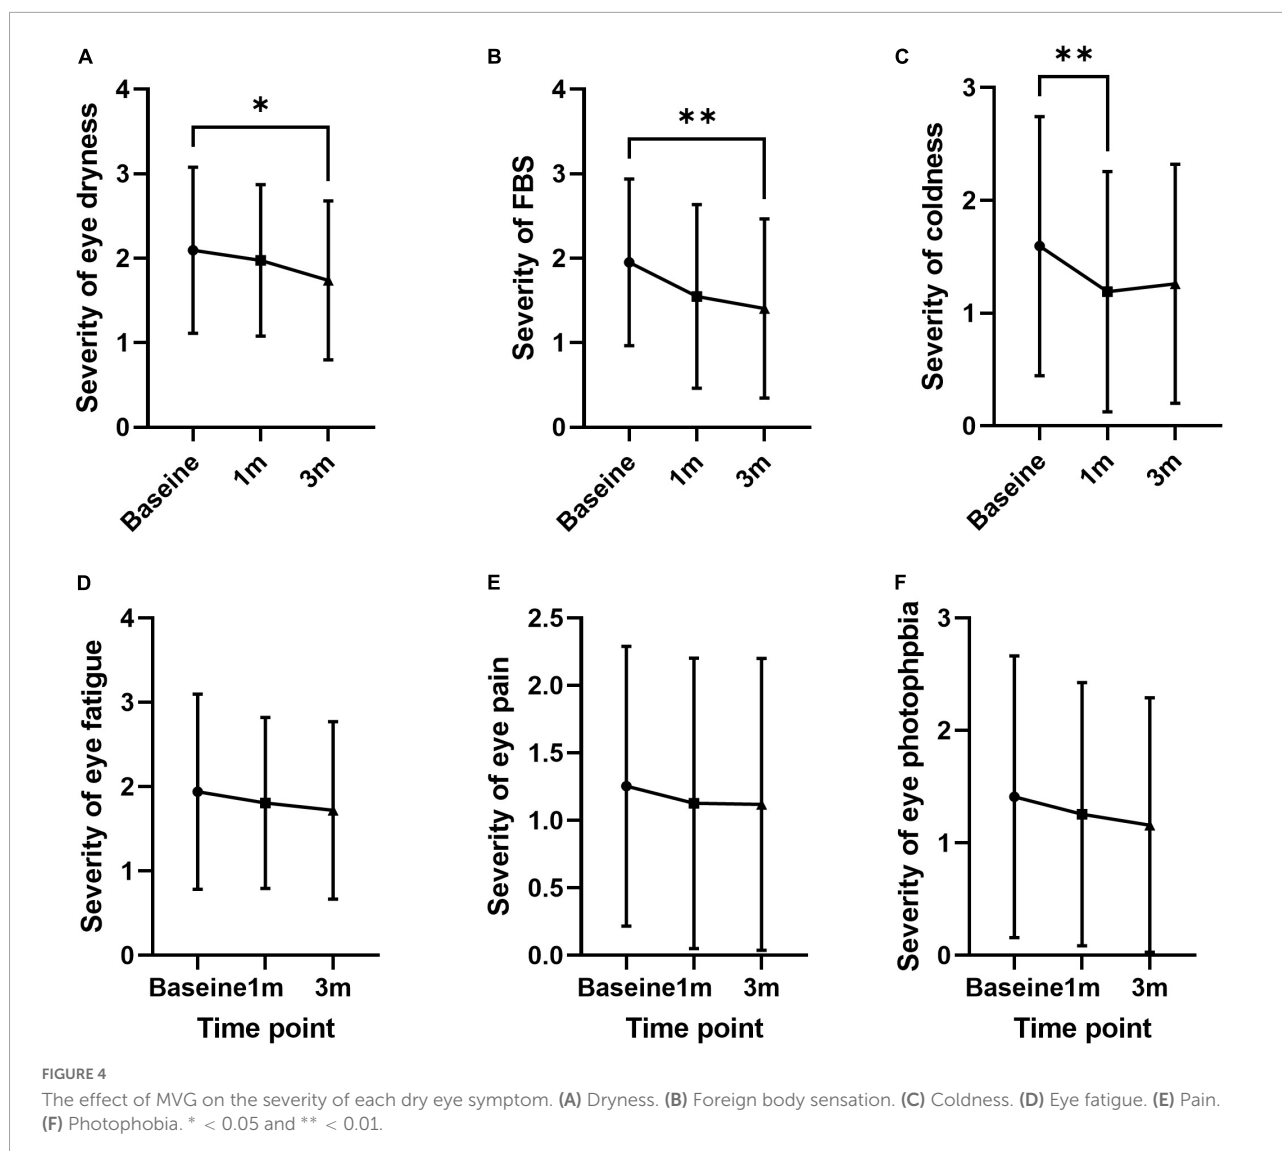 A
Severity of eye dryness
4
3
2
1
0
*
Baseine
1m
3m
B
Severity of FBS
4
3
2
1
0
**
Baseine
1m
3m
C
Severity of coldness
3
2
1
0
**
Baseine
1m
3m
D
Severity of eye fatigue
4
3
2
1
0
Baseine1m 3m
Time point
E
Severity of eye pain
2.5
2.0
1.5
1.0
0.5
0.0
Baseine1m 3m
Time point
F
Severity of eye photophpbia
3
2
1
0
Baseine1m 3m
Time point
FIGURE 4
The effect of MVG on the severity of each dry eye symptom. (A) Dryness. (B) Foreign body sensation. (C) Coldness. (D) Eye fatigue. (E) Pain.
(F) Photophobia. * < 0.05 and ** < 0.01.